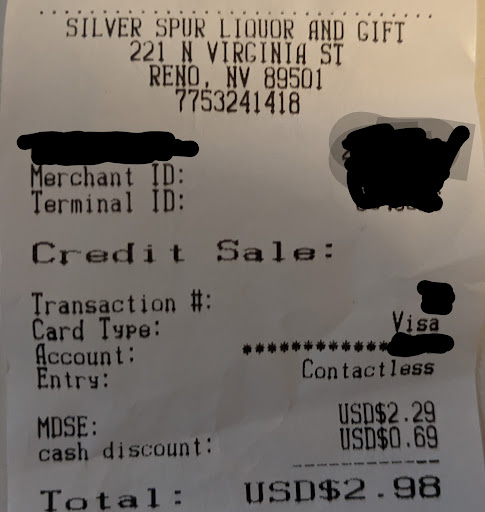 SILVER SPUR LIQUOR AND GIFT
221 N VIRGINIA ST
RENO, NV 89501
7753241418
Merchant ID:
Terminal ID:
Credit Sale:
Transaction #:
Card Type: Visa
Account: ************
Entry: Contactless
MDSE: USD$2.29
cash discount: USD$0.69
Total: USD$2.98